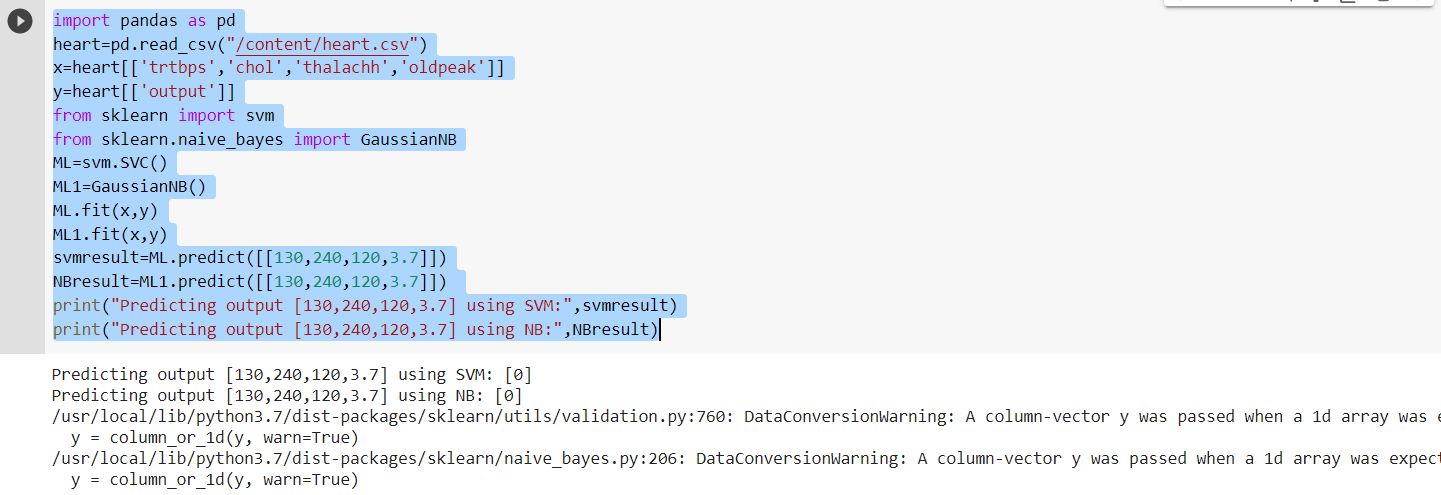 import pandas as pd
heart=pd.read_csv("/content/heart.csv")
x=heart[['trtbps','chol','thalachh','oldpeak']]
y=heart[['output']]
from sklearn import svm
from sklearn.naive_bayes import GaussianNB
ML=svm.SVC()
ML1=GaussianNB()
ML.fit(x,y)
ML1.fit(x,y)
svmresult=ML.predict([[130,240,120,3.7]])
NBresult=ML1.predict([[130,240,120,3.7]])
print("Predicting output [130,240,120,3.7] using SVM:",svmresult)
print("Predicting output [130,240,120,3.7] using NB:",NBresult)
Predicting output [130,240,120,3.7] using SVM: [0]
Predicting output [130,240,120,3.7] using NB: [0]
/usr/local/lib/python3.7/dist-packages/sklearn/utils/validation.py:760: DataConversionWarning: A column-vector y was passed when a 1d array was
y = column_or_1d(y, warn=True)
/usr/local/lib/python3.7/dist-packages/sklearn/naive_bayes.py:206: DataConversionWarning: A column-vector y was passed when a 1d array was expect
y = column_or_1d(y, warn=True)